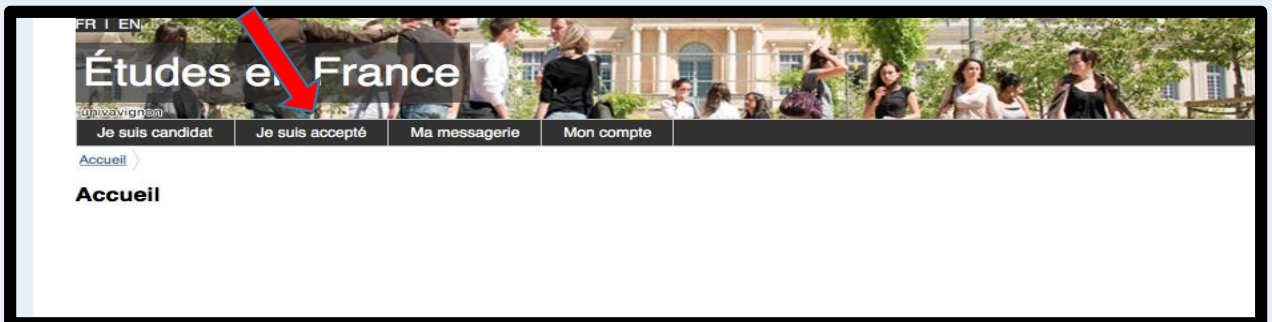 FR | EN
Études en France
univavignon
Je suis candidat Je suis accepté Ma messagerie Mon compte
Accueil
Accueil